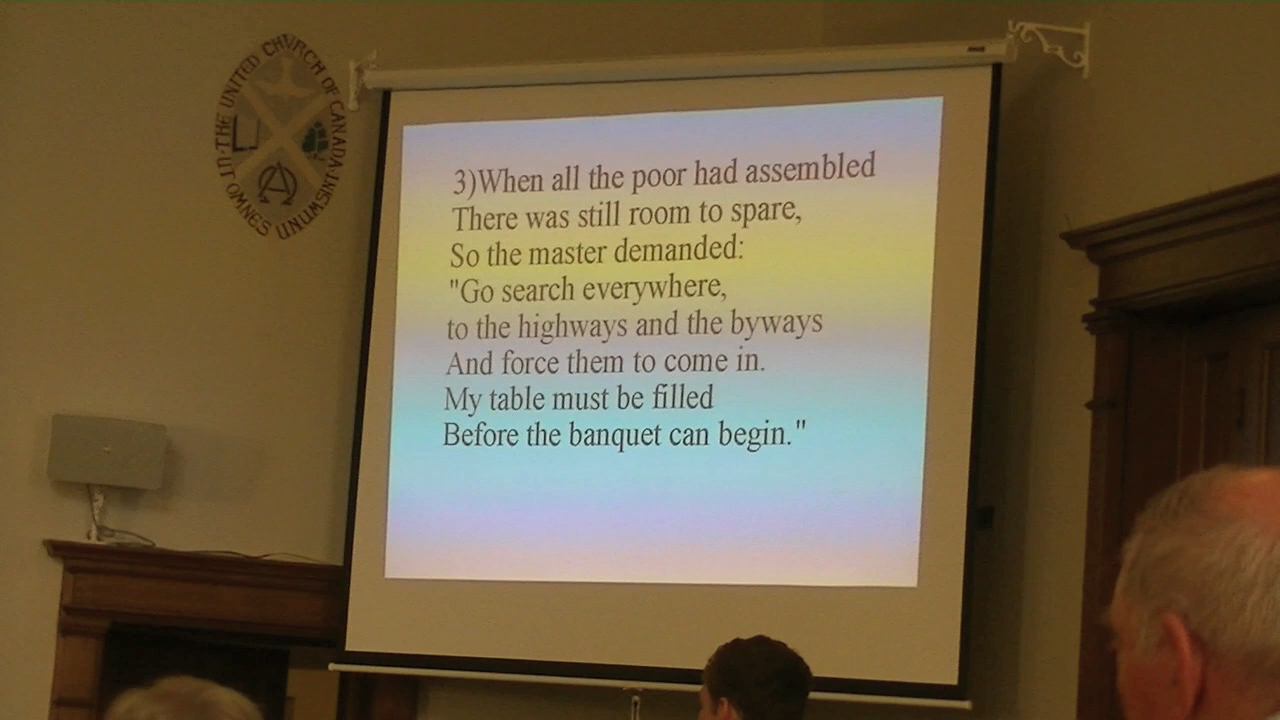 THE UNITED CHURCH OF CANADA·
UT OMNES UNUM SINT·
3)When all the poor had assembled
There was still room to spare,
So the master demanded:
"Go search everywhere,
to the highways and the byways
And force them to come in.
My table must be filled
Before the banquet can begin."